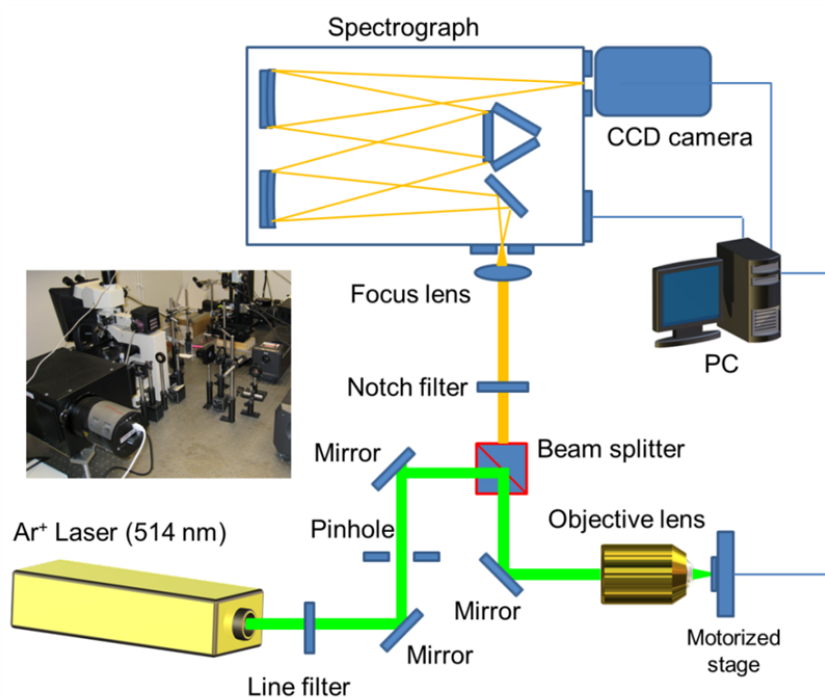 Spectrograph
CCD camera
Focus lens
PC
Notch filter
Mirror
Beam splitter
Ar⁺ Laser (514 nm)
Pinhole
Objective lens
Mirror
Mirror
Line filter
Motorized
stage